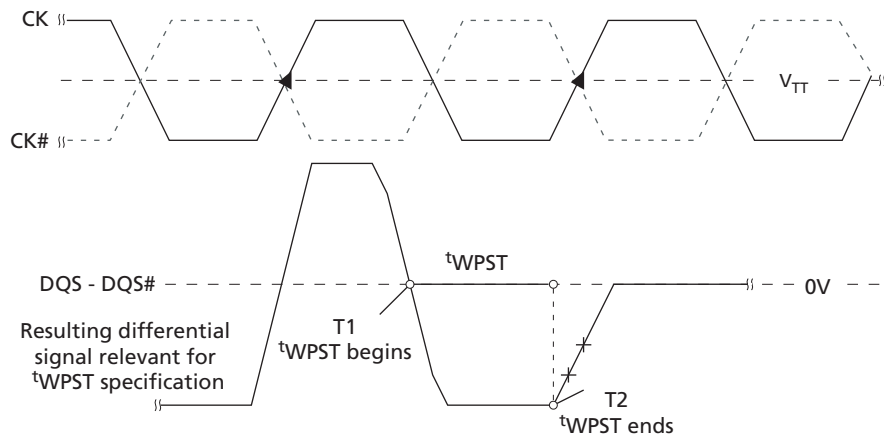 CK
V_TT
CK#
tWPST
DQS - DQS#
0V
Resulting differential
signal relevant for
tWPST specification
T1
tWPST begins
T2
tWPST ends